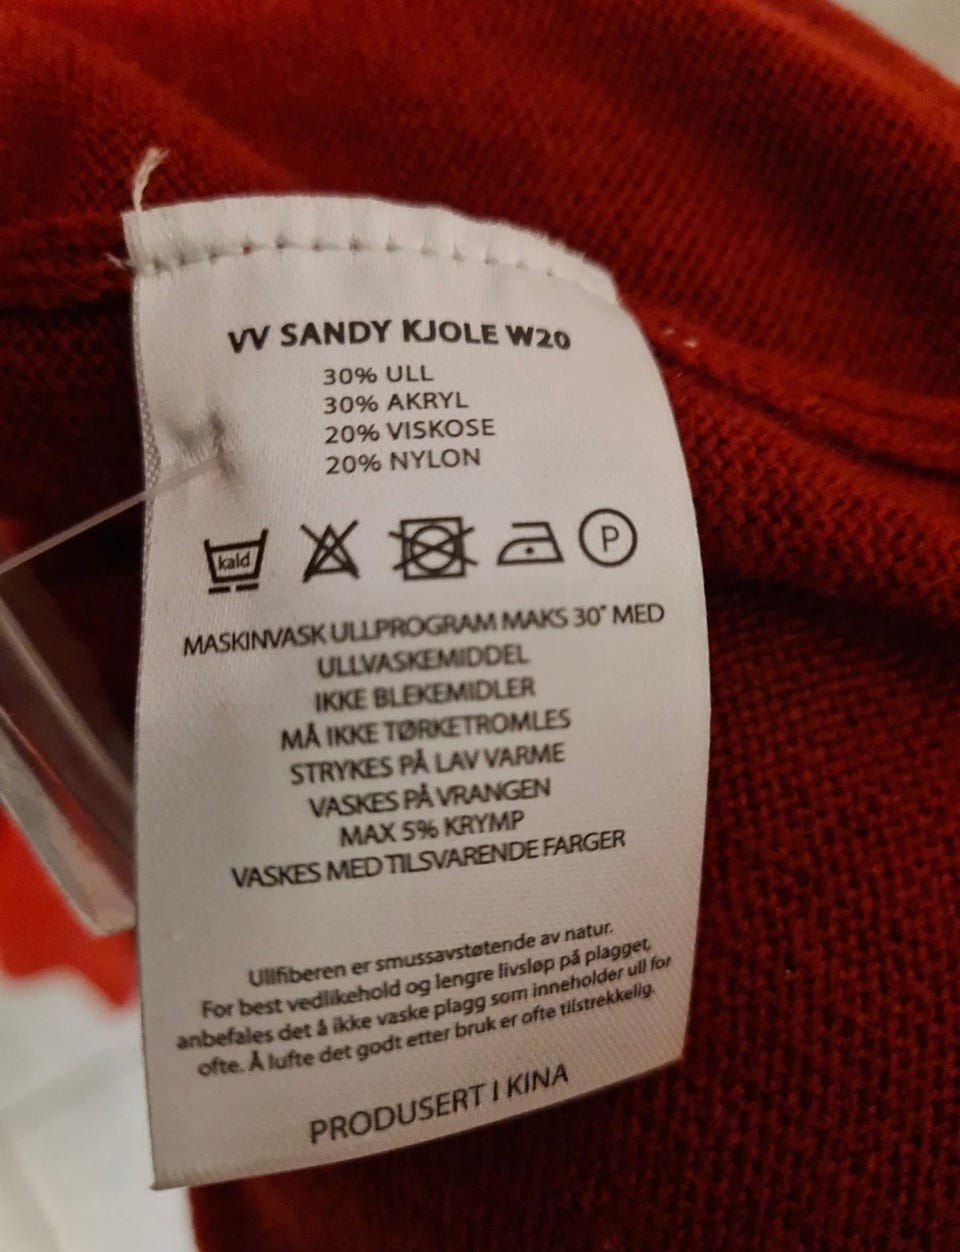 VV SANDY KJOLE W20
30% ULL
30% AKRYL
20% VISKOSE
20% NYLON
kald
P
MASKINVASK ULLPROGRAM MAKS 30° MED
ULLVASKEMIDDEL
IKKE BLEKEMIDLER
MÅ IKKE TØRKETROMLES
STRYKES PÅ LAV VARME
VASKES PÅ VRANGEN
MAX 5% KRYMP
VASKES MED TILSVARENDE FARGER
Ullfiberen er smussavstøtende av natur.
For best vedlikehold og lengre livsløp på plagget,
anbefales det å ikke vaske plagg som inneholder ull for
ofte. Å lufte det godt etter bruk er ofte tilstrekkelig.
PRODUSERT I KINA